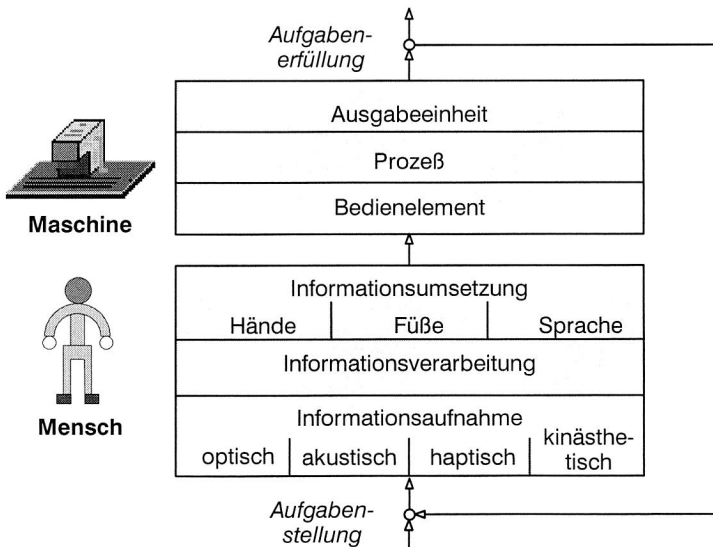 Aufgaben-
erfüllung
Ausgabeeinheit
Prozeß
Bedienelement
Maschine
Informationsumsetzung
Hände Füße Sprache
Informationsverarbeitung
Mensch
Informationsaufnahme
optisch akustisch haptisch kinästhe-
tisch
Aufgaben-
stellung